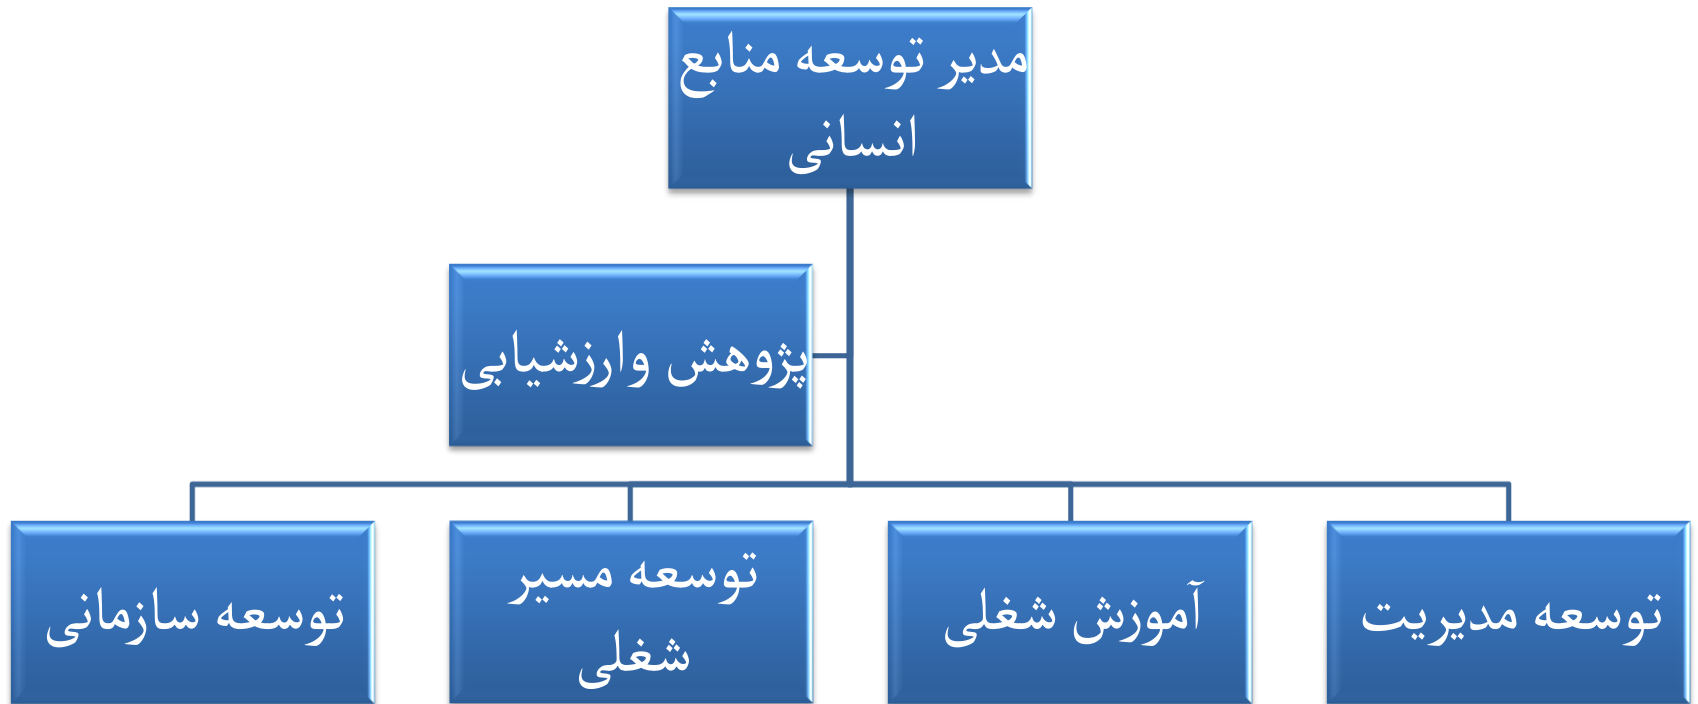 مدیر توسعه منابع
انسانی
پژوهش وارزشیابی
توسعه مدیریت
آموزش شغلی
توسعه مسیر
شغلی
توسعه سازمانی